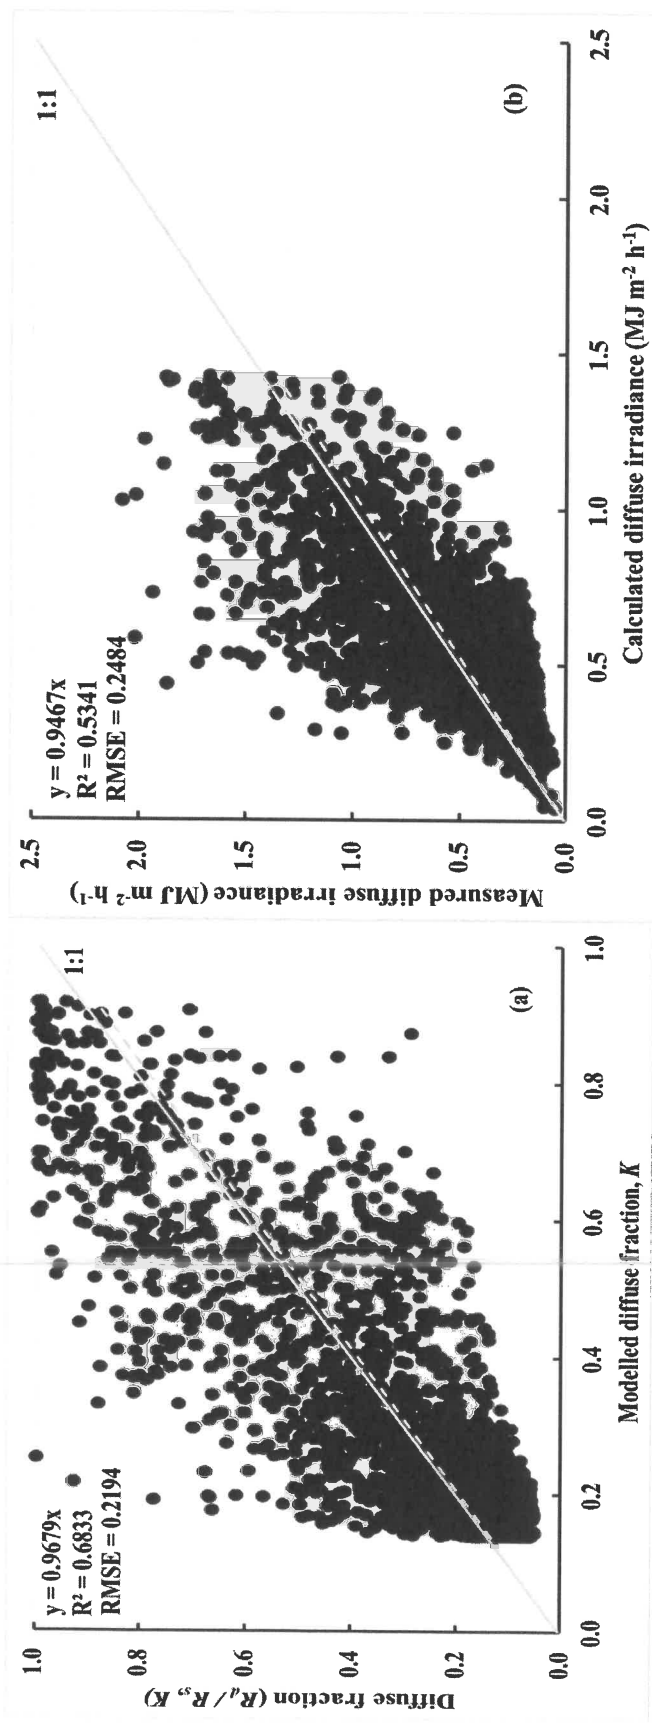 y = 0.9679x
R² = 0.6833
RMSE = 0.2194
1:1
(a)
1.0
0.8
0.6
0.4
0.2
0.0
0.2
0.4
0.6
0.8
1.0
Diffuse fraction (R_d / R_s, K)
Modelled diffuse fraction, K
y = 0.9467x
R² = 0.5341
RMSE = 0.2484
1:1
(b)
2.5
2.0
1.5
1.0
0.5
0.0
0.0
0.5
1.0
1.5
2.0
2.5
Measured diffuse irradiance (MJ m⁻² h⁻¹)
Calculated diffuse irradiance (MJ m⁻² h⁻¹)